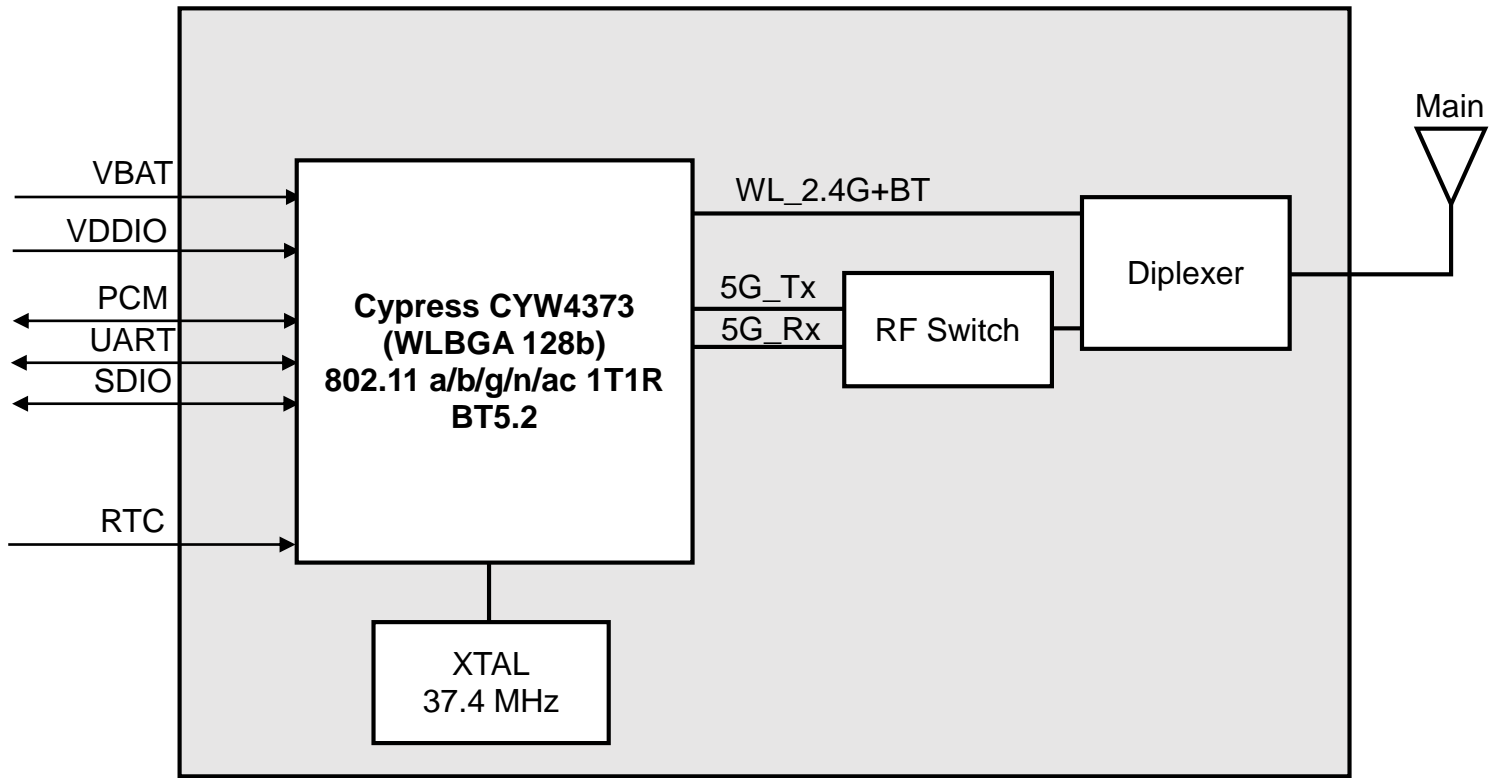 Main
VBAT
VDDIO
PCM
UART
SDIO
RTC
Cypress CYW4373
(WLBGA 128b)
802.11 a/b/g/n/ac 1T1R
BT5.2
WL_2.4G+BT
5G_Tx
5G_Rx
RF Switch
Diplexer
XTAL
37.4 MHz